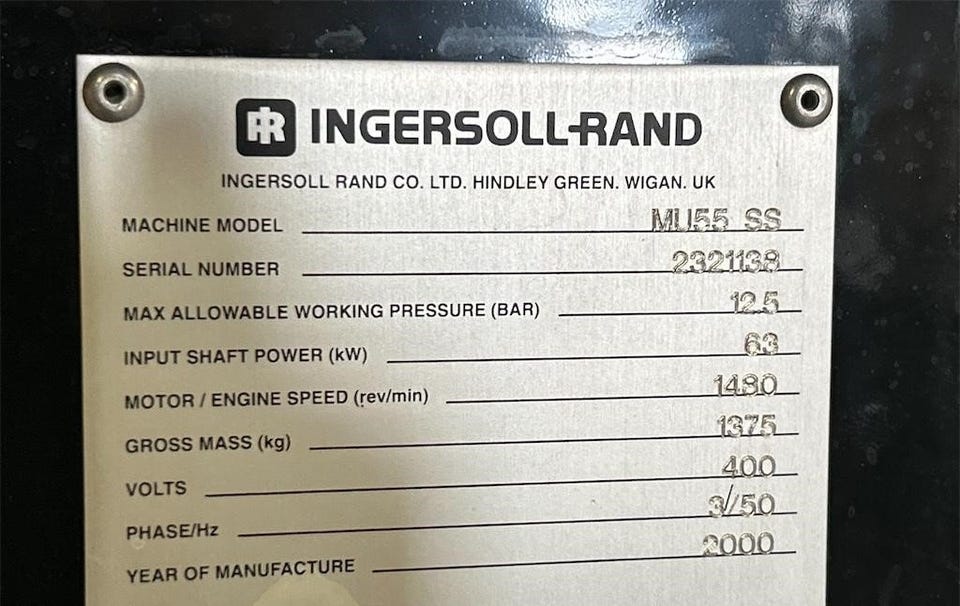 IR INGERSOLL-RAND
INGERSOLL RAND CO. LTD. HINDLEY GREEN. WIGAN. UK
MACHINE MODEL MU55 SS
SERIAL NUMBER 2321138
MAX ALLOWABLE WORKING PRESSURE (BAR) 12.5
INPUT SHAFT POWER (kW) 63
MOTOR / ENGINE SPEED (rev/min) 1480
GROSS MASS (kg) 1375
VOLTS 400
PHASE/Hz 3/50
YEAR OF MANUFACTURE 2000